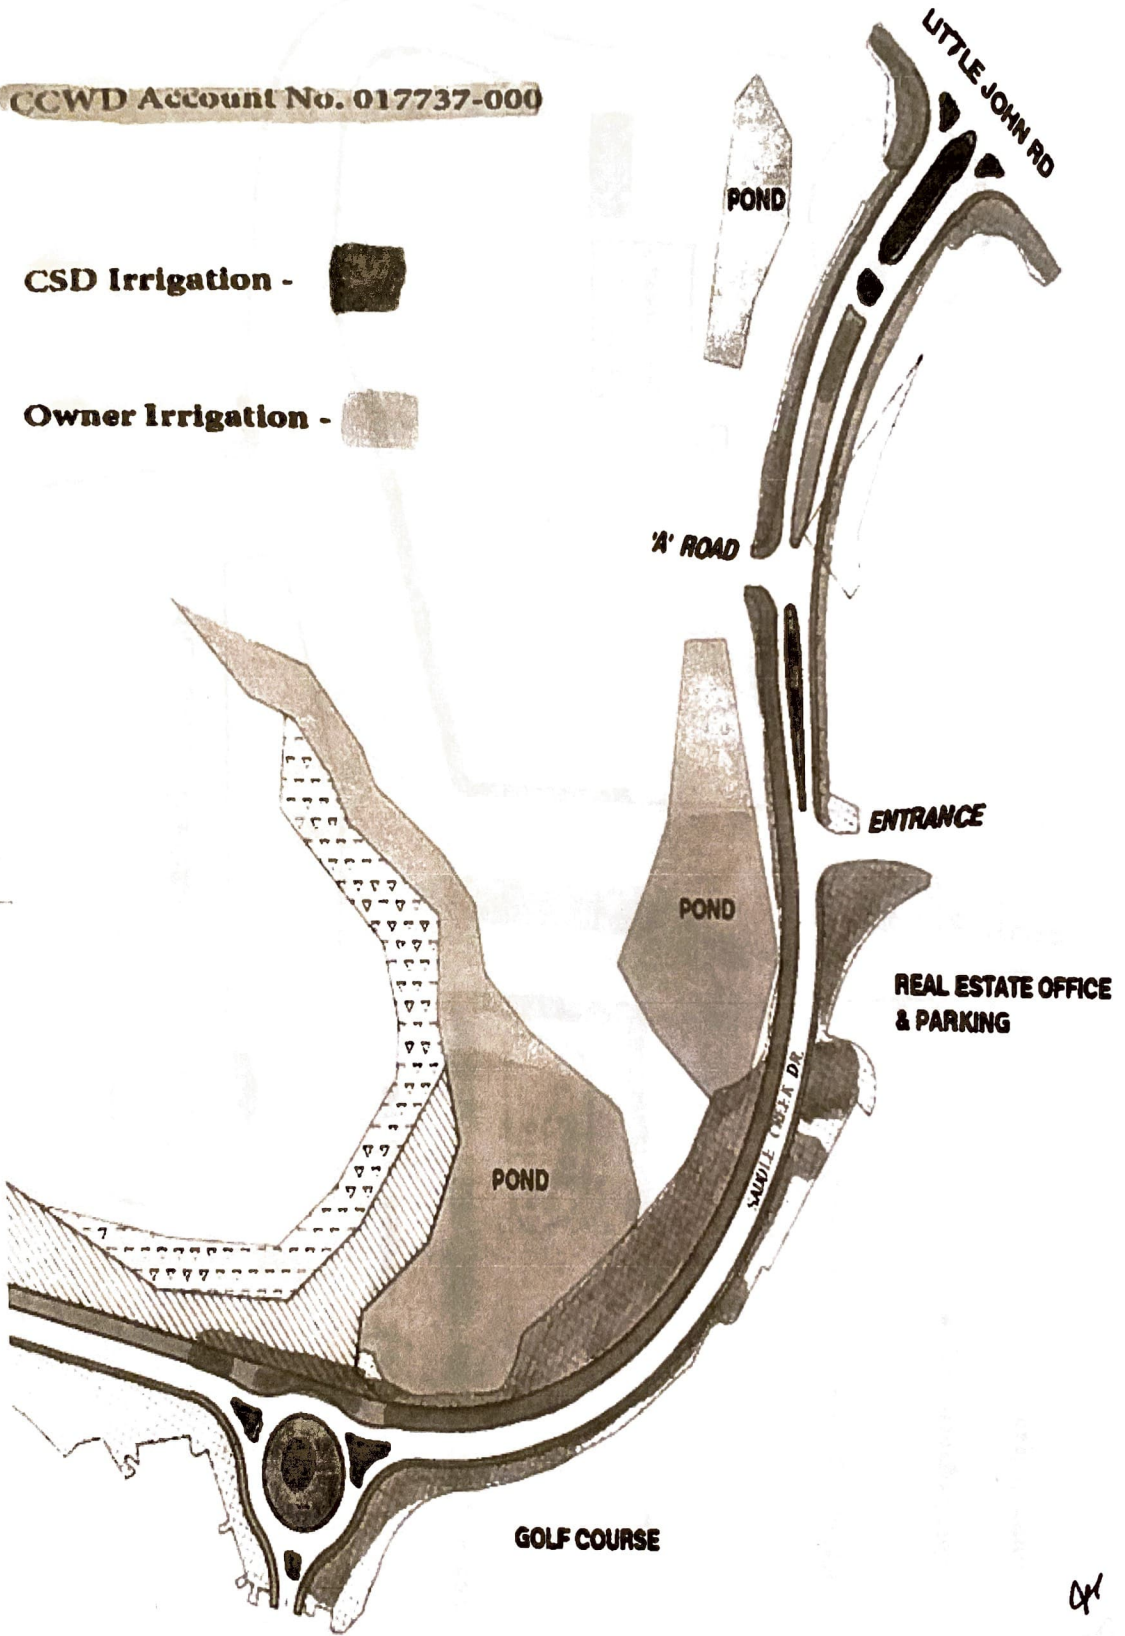 LITTLE JOHN RD
CCWD Account No. 017737-000
POND
CSD Irrigation -
Owner Irrigation -
'A' ROAD
ENTRANCE
POND
REAL ESTATE OFFICE
& PARKING
SADDLE CREEK DR.
POND
GOLF COURSE